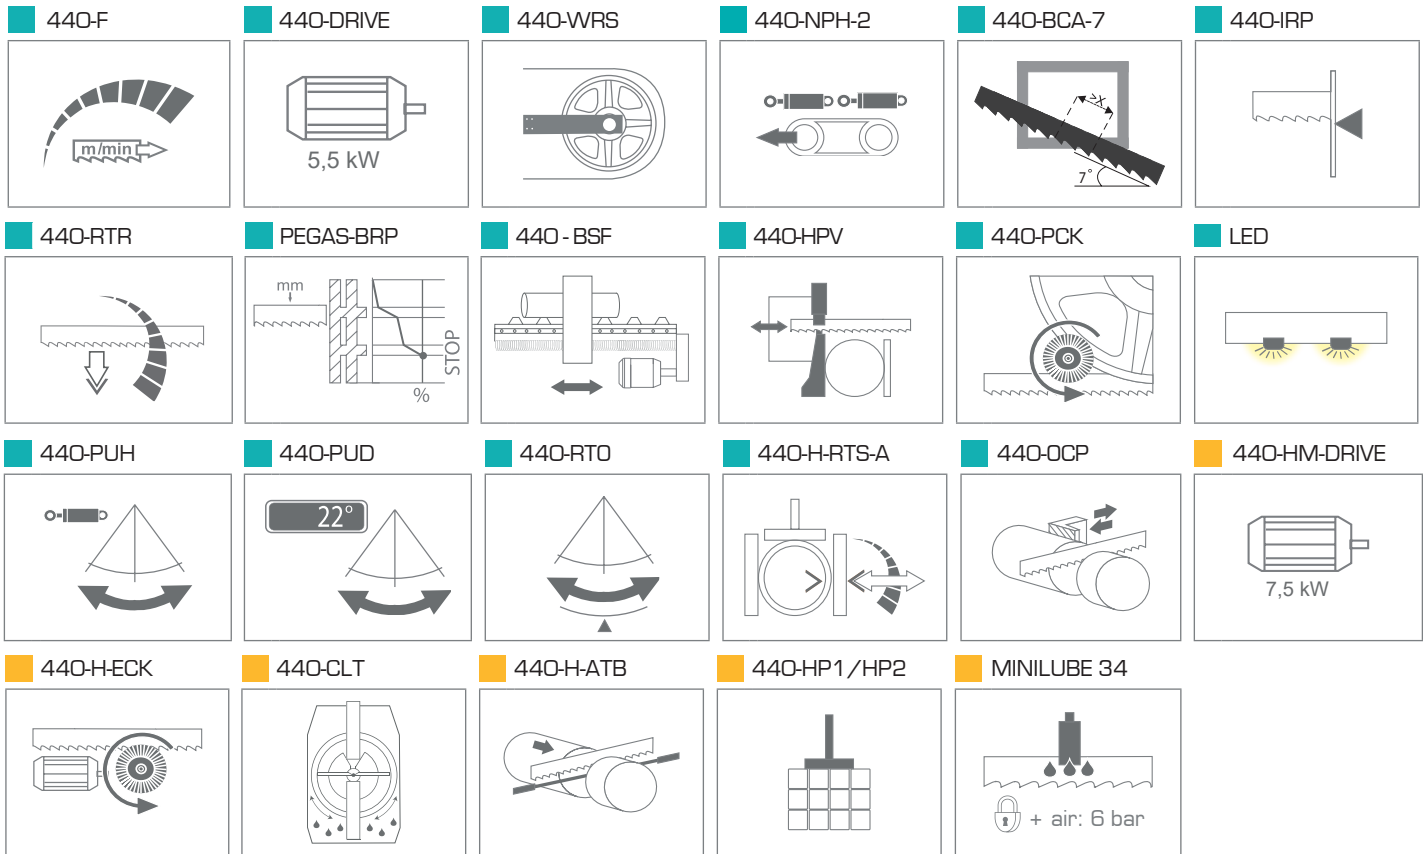 440-F
440-DRIVE
440-WRS
440-NPH-2
440-BCA-7
440-IRP
m/min
5,5 kW
>X
7°
440-RTR
PEGAS-BRP
440 - BSF
440-HPV
440-PCK
LED
mm
STOP
%
440-PUH
440-PUD
440-RTO
440-H-RTS-A
440-OCP
440-HM-DRIVE
22°
7,5 kW
440-H-ECK
440-CLT
440-H-ATB
440-HP1/HP2
MINILUBE 34
+ air: 6 bar